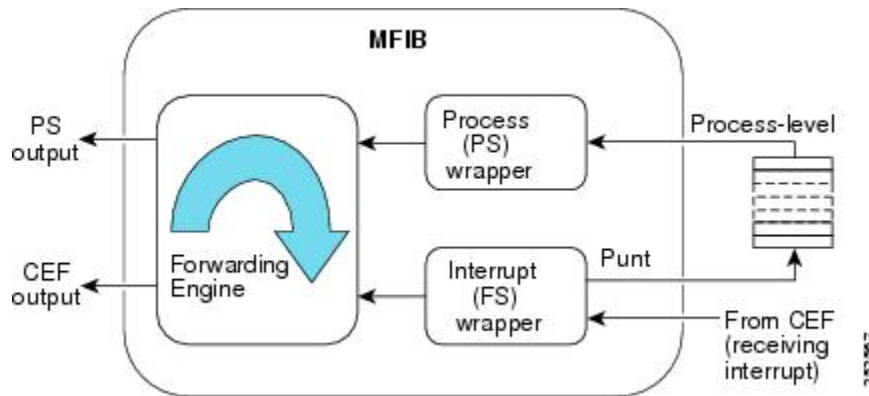 MFIB
PS
output
Process
(PS)
wrapper
Process-level
CEF
output
Forwarding
Engine
Interrupt
(FS)
wrapper
Punt
From CEF
(receiving
interrupt)